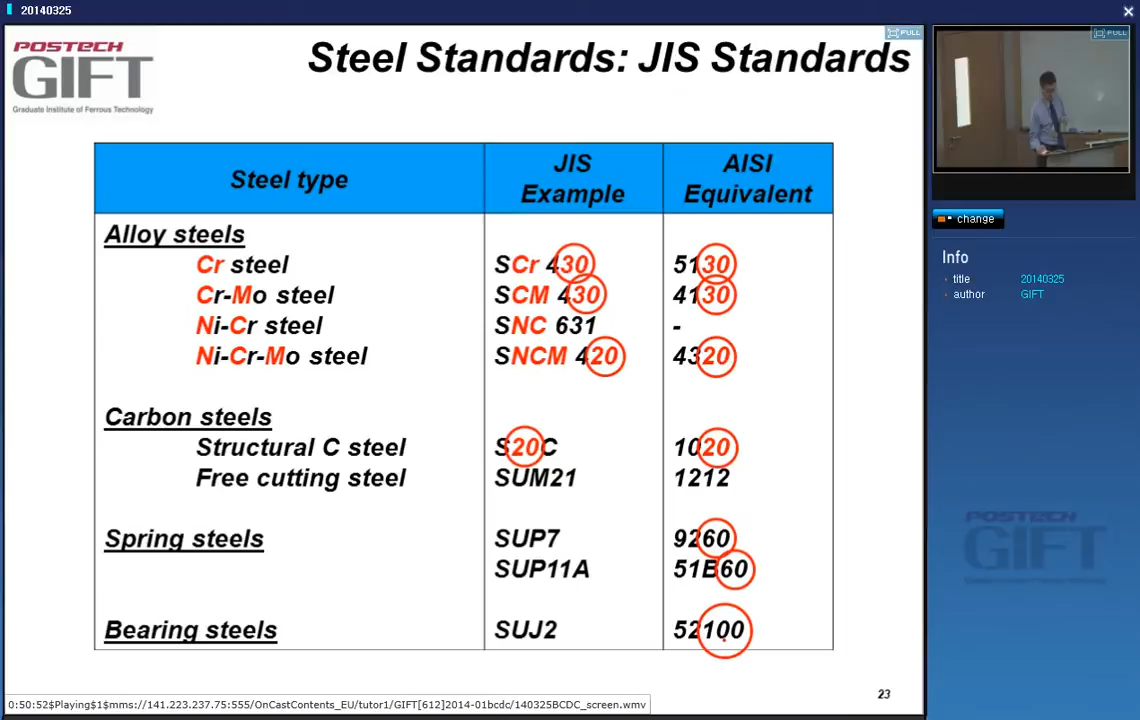 20140325
POSTECH
GIFT
Graduate Institute of Ferrous Technology
Steel Standards: JIS Standards
FULL
FULL
Steel type
JIS Example
AISI Equivalent
Alloy steels
Cr steel SCr 430 5130
Cr-Mo steel SCM 430 4130
Ni-Cr steel SNC 631 -
Ni-Cr-Mo steel SNCM 420 4320
Carbon steels
Structural C steel S20C 1020
Free cutting steel SUM21 1212
Spring steels SUP7 9260
SUP11A 51B60
Bearing steels SUJ2 52100
23
0:50:52$Playing$1$mms://141.223.237.75:555/OnCastContents_EU/tutor1/GIFT[612]2014-01bcdc/140325BCDC_screen.wmv
change
Info
title 20140325
author GIFT
POSTECH
GIFT